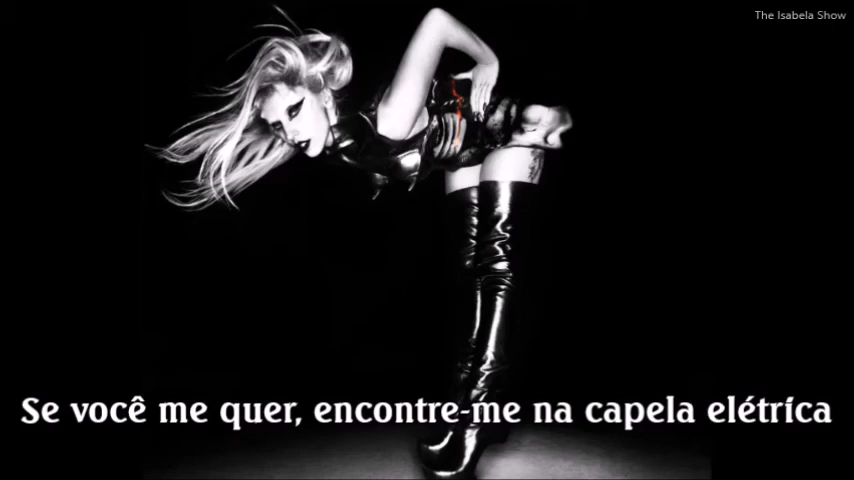 The Isabela Show
Se você me quer, encontre-me na capela elétrica